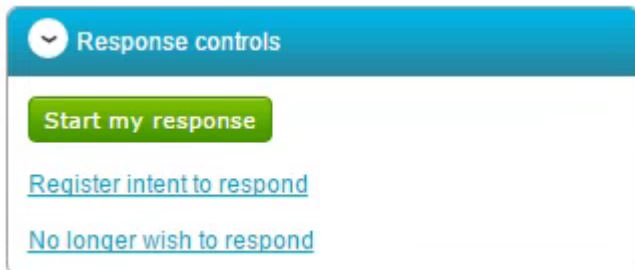 Response controls
Start my response
Register intent to respond
No longer wish to respond